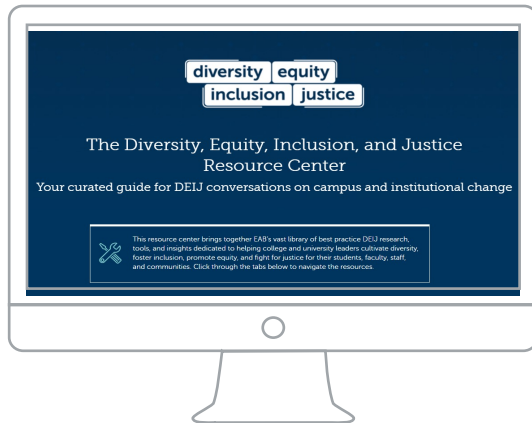 diversity equity
inclusion justice
The Diversity, Equity, Inclusion, and Justice
Resource Center
Your curated guide for DEIJ conversations on campus and institutional change
This resource center brings together EAB's vast library of best practice DEIJ research,
tools, and insights dedicated to helping college and university leaders cultivate diversity,
foster inclusion, promote equity, and fight for justice for their students, faculty, staff,
and communities. Click through the tabs below to navigate the resources.